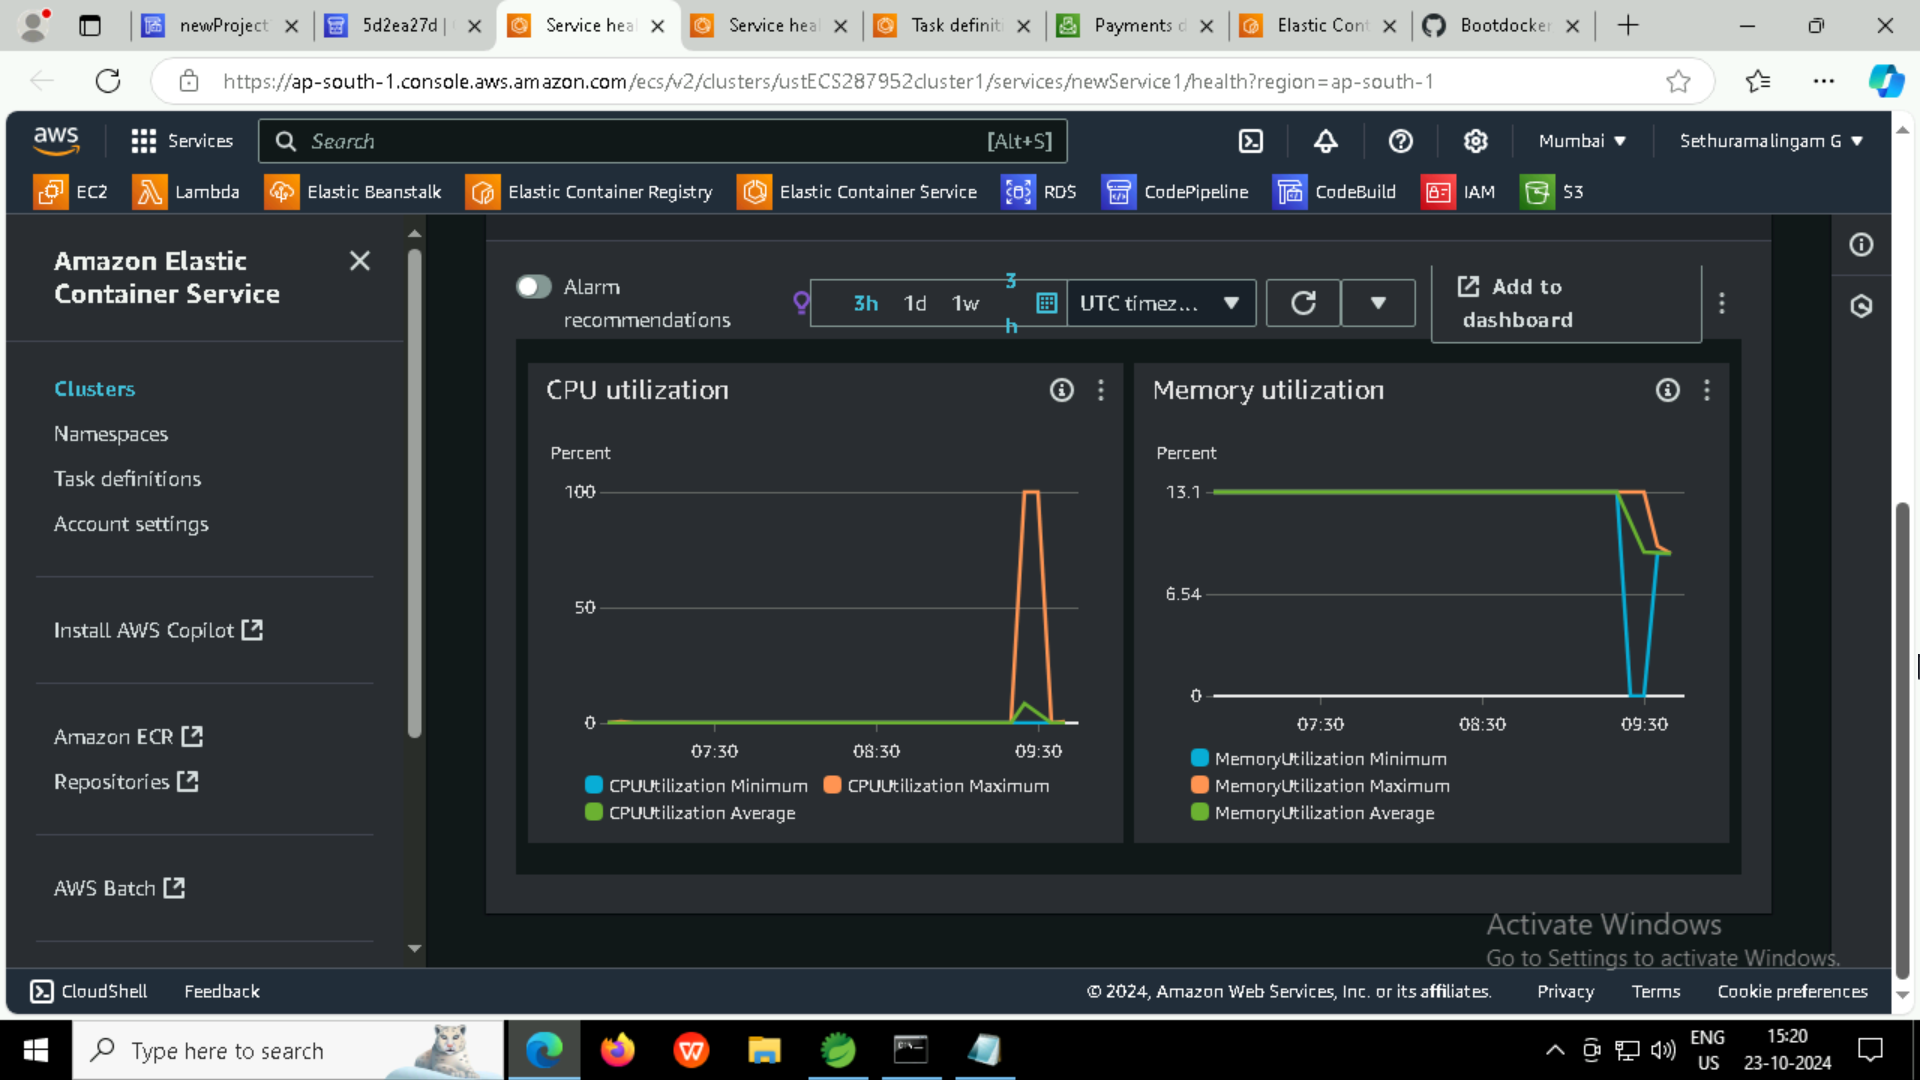 newProject
5d2ea27d |
Service heal
Service heal
Task definiti
Payments d
Elastic Cont
Bootdocker
https://ap-south-1.console.aws.amazon.com/ecs/v2/clusters/ustECS287952cluster1/services/newService1/health?region=ap-south-1
aws
Services
Search
[Alt+S]
Mumbai
Sethuramalingam G
EC2
Lambda
Elastic Beanstalk
Elastic Container Registry
Elastic Container Service
RDS
CodePipeline
CodeBuild
IAM
S3
Amazon Elastic
Container Service
Clusters
Namespaces
Task definitions
Account settings
Install AWS Copilot
Amazon ECR
Repositories
AWS Batch
Alarm
recommendations
3h
1d
1w
3
h
UTC timez...
Add to
dashboard
CPU utilization
Percent
100
50
0
07:30
08:30
09:30
CPUUtilization Minimum
CPUUtilization Maximum
CPUUtilization Average
Memory utilization
Percent
13.1
6.54
0
07:30
08:30
09:30
MemoryUtilization Minimum
MemoryUtilization Maximum
MemoryUtilization Average
Activate Windows
Go to Settings to activate Windows.
CloudShell
Feedback
© 2024, Amazon Web Services, Inc. or its affiliates.
Privacy
Terms
Cookie preferences
Type here to search
ENG
US
15:20
23-10-2024